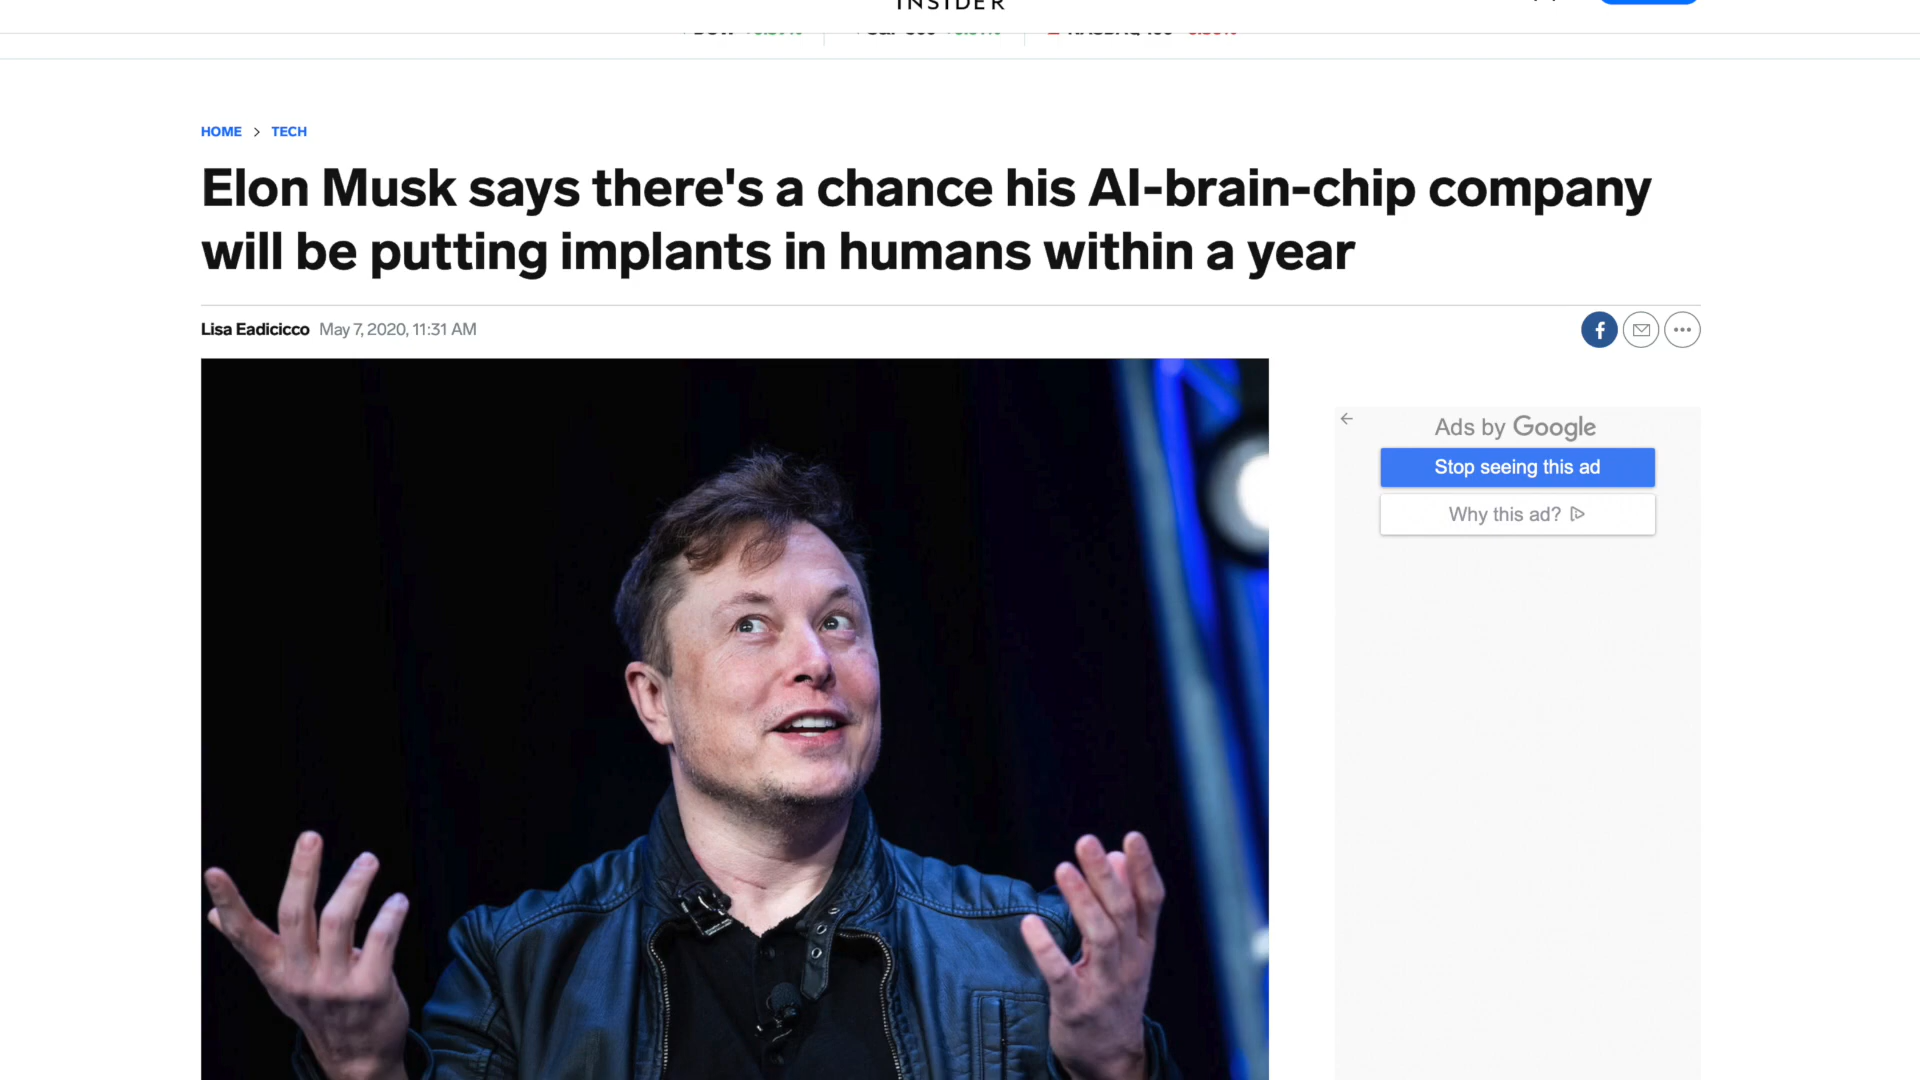 INSIDER
HOME > TECH
Elon Musk says there's a chance his AI-brain-chip company
will be putting implants in humans within a year
Lisa Eadicicco May 7, 2020, 11:31 AM
Ads by Google
Stop seeing this ad
Why this ad?